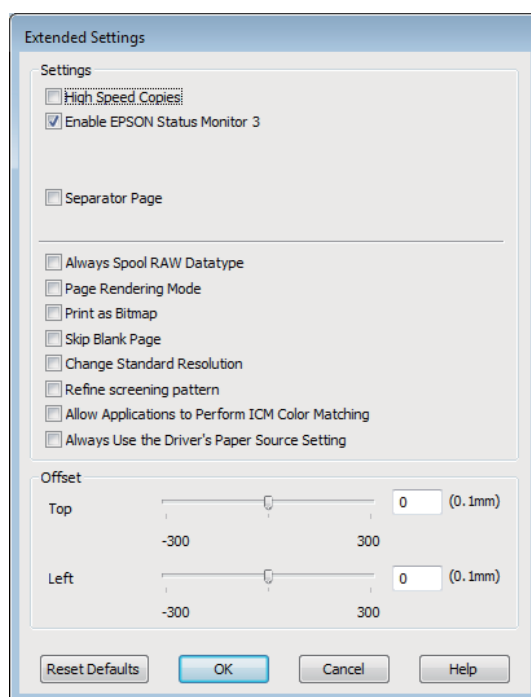 Extended Settings
Settings
High Speed Copies
Enable EPSON Status Monitor 3
Separator Page
Always Spool RAW Datatype
Page Rendering Mode
Print as Bitmap
Skip Blank Page
Change Standard Resolution
Refine screening pattern
Allow Applications to Perform ICM Color Matching
Always Use the Driver's Paper Source Setting
Offset
Top 0 (0.1mm)
-300 300
Left 0 (0.1mm)
-300 300
Reset Defaults OK Cancel Help